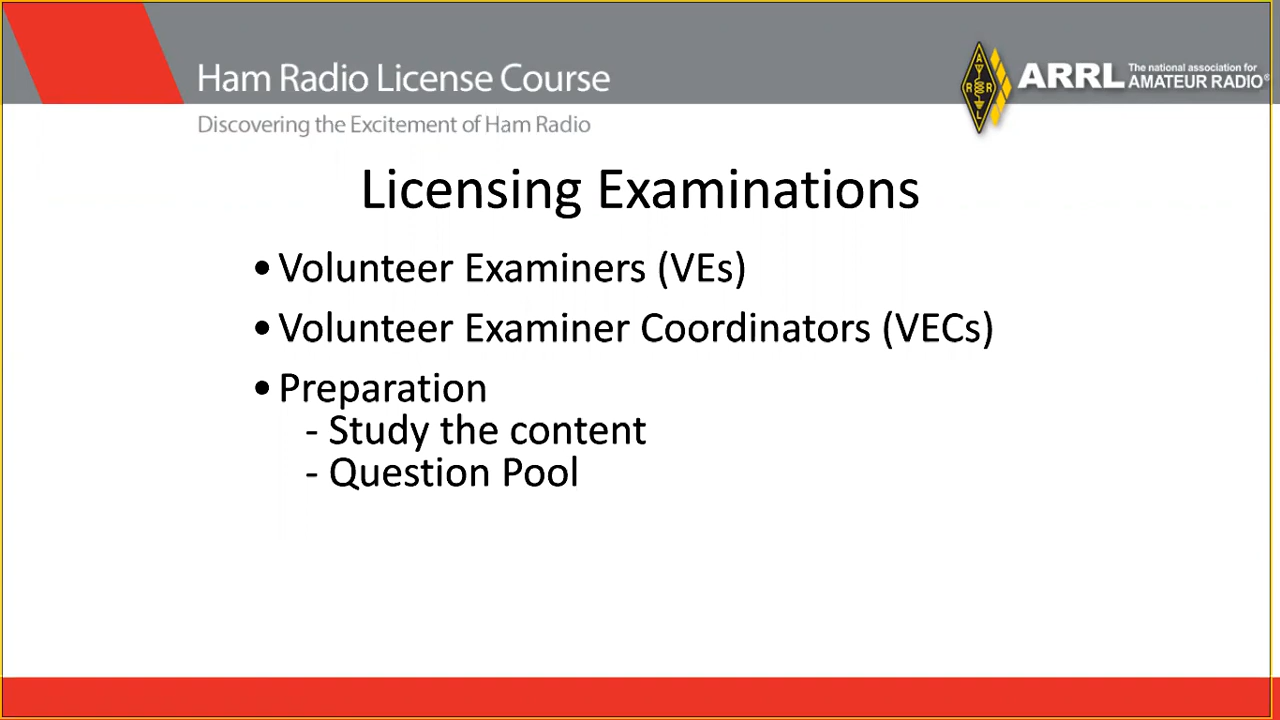 Ham Radio License Course
Discovering the Excitement of Ham Radio
ARRL The national association for
AMATEUR RADIO®
Licensing Examinations
• Volunteer Examiners (VEs)
• Volunteer Examiner Coordinators (VECs)
• Preparation
- Study the content
- Question Pool